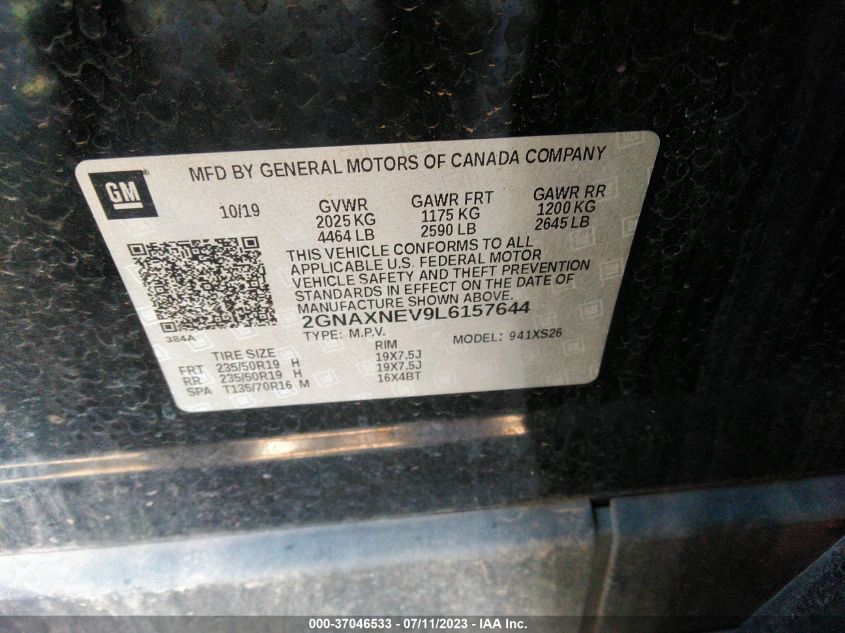 GM
®
MFD BY GENERAL MOTORS OF CANADA COMPANY
10/19
GVWR GAWR FRT GAWR RR
2025 KG 1175 KG 1200 KG
4464 LB 2590 LB 2645 LB
THIS VEHICLE CONFORMS TO ALL
APPLICABLE U.S. FEDERAL MOTOR
VEHICLE SAFETY AND THEFT PREVENTION
STANDARDS IN EFFECT ON THE DATE OF
MANUFACTURE SHOWN ABOVE.
384A
2GNAXNEV9L6157644
TYPE: M.P.V. MODEL: 941XS26
TIRE SIZE RIM
FRT 235/50R19 H 19X7.5J
RR 235/50R19 H 19X7.5J
SPA T135/70R16 M 16X4BT
000-37046533 - 07/11/2023 - IAA Inc.